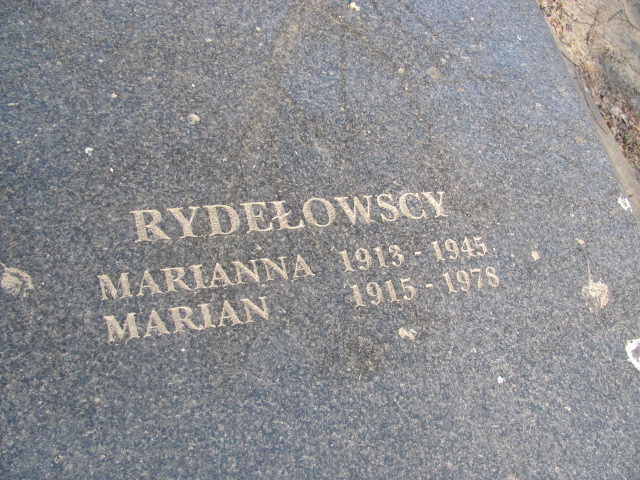 RYDEŁOWSCY
MARIANNA 1913 - 1945
MARIAN 1915 - 1978